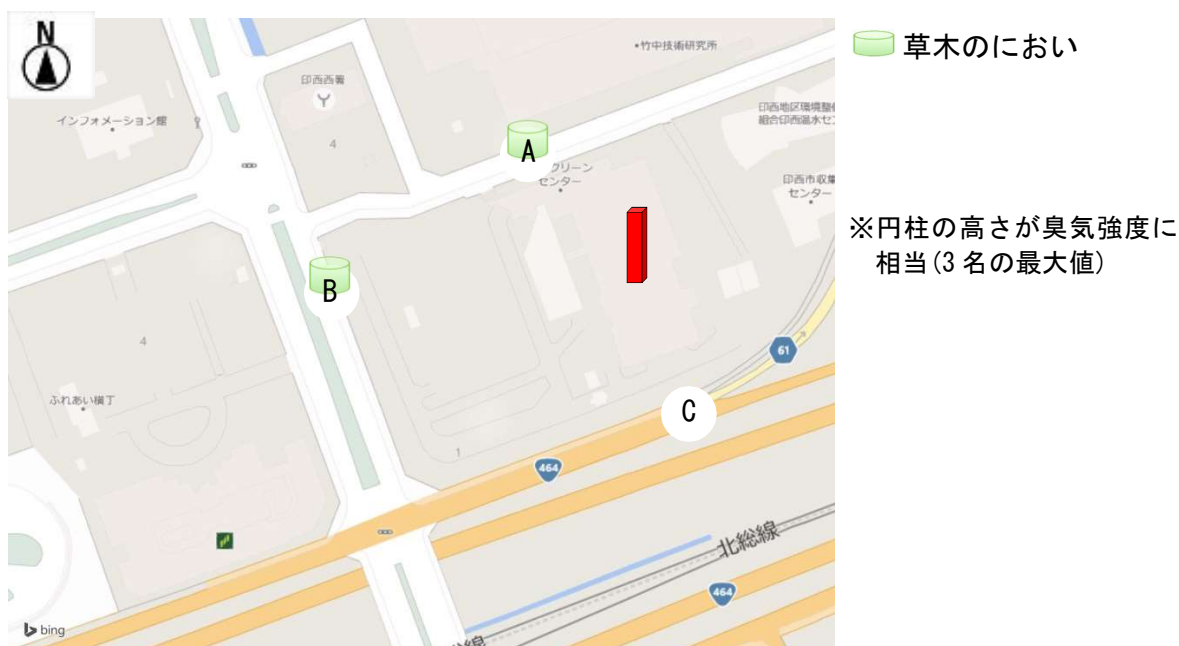 N
草木のにおい
・竹中技術研究所
印西西署
インフォメーション館
4
印西地区環境整備
組合印西温水セン
A
クリーン
センター
印西市収集
センター
※円柱の高さが臭気強度に
相当(3名の最大値)
B
4
61
ふれあい横丁
C
1
464
北総線
464
bing
総線